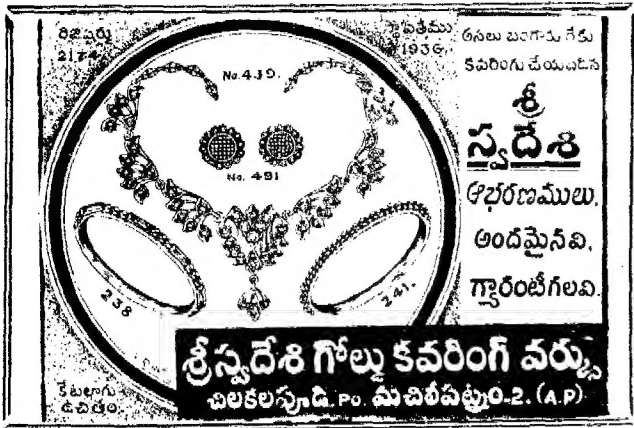 రిజిష్టర్డు
2174
స్థాపితము
1936
No. 439.
No. 491
238
241.
అసలు బంగారు రేకు
కవరింగు చేయబడిన
శ్రీ
స్వదేశి
ఆభరణములు,
అందమైనవి,
గ్యారంటీగలవి.
శ్రీస్వదేశి గోల్డు కవరింగ్ వర్క్సు
చిలకలపూడి. Po. మచిలీపట్నం-2. (A.P)
కేటలాగు
ఉచితం.